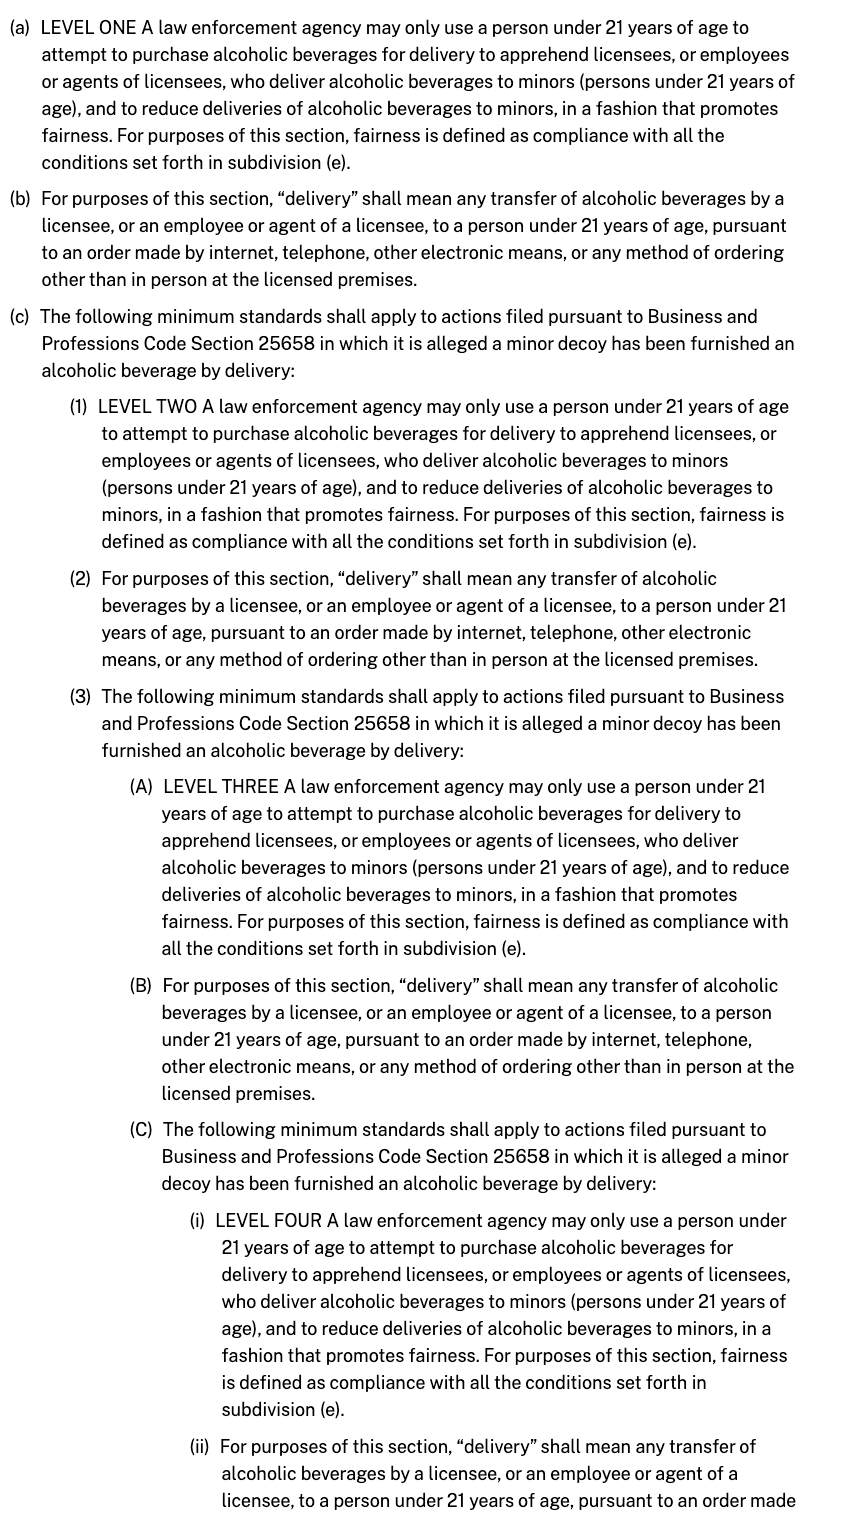 (a) LEVEL ONE A law enforcement agency may only use a person under 21 years of age to
attempt to purchase alcoholic beverages for delivery to apprehend licensees, or employees
or agents of licensees, who deliver alcoholic beverages to minors (persons under 21 years of
age), and to reduce deliveries of alcoholic beverages to minors, in a fashion that promotes
fairness. For purposes of this section, fairness is defined as compliance with all the
conditions set forth in subdivision (e).
(b) For purposes of this section, “delivery” shall mean any transfer of alcoholic beverages by a
licensee, or an employee or agent of a licensee, to a person under 21 years of age, pursuant
to an order made by internet, telephone, other electronic means, or any method of ordering
other than in person at the licensed premises.
(c) The following minimum standards shall apply to actions filed pursuant to Business and
Professions Code Section 25658 in which it is alleged a minor decoy has been furnished an
alcoholic beverage by delivery:
(1) LEVEL TWO A law enforcement agency may only use a person under 21 years of age
to attempt to purchase alcoholic beverages for delivery to apprehend licensees, or
employees or agents of licensees, who deliver alcoholic beverages to minors
(persons under 21 years of age), and to reduce deliveries of alcoholic beverages to
minors, in a fashion that promotes fairness. For purposes of this section, fairness is
defined as compliance with all the conditions set forth in subdivision (e).
(2) For purposes of this section, “delivery” shall mean any transfer of alcoholic
beverages by a licensee, or an employee or agent of a licensee, to a person under 21
years of age, pursuant to an order made by internet, telephone, other electronic
means, or any method of ordering other than in person at the licensed premises.
(3) The following minimum standards shall apply to actions filed pursuant to Business
and Professions Code Section 25658 in which it is alleged a minor decoy has been
furnished an alcoholic beverage by delivery:
(A) LEVEL THREE A law enforcement agency may only use a person under 21
years of age to attempt to purchase alcoholic beverages for delivery to
apprehend licensees, or employees or agents of licensees, who deliver
alcoholic beverages to minors (persons under 21 years of age), and to reduce
deliveries of alcoholic beverages to minors, in a fashion that promotes
fairness. For purposes of this section, fairness is defined as compliance with
all the conditions set forth in subdivision (e).
(B) For purposes of this section, “delivery” shall mean any transfer of alcoholic
beverages by a licensee, or an employee or agent of a licensee, to a person
under 21 years of age, pursuant to an order made by internet, telephone,
other electronic means, or any method of ordering other than in person at the
licensed premises.
(C) The following minimum standards shall apply to actions filed pursuant to
Business and Professions Code Section 25658 in which it is alleged a minor
decoy has been furnished an alcoholic beverage by delivery:
(i) LEVEL FOUR A law enforcement agency may only use a person under
21 years of age to attempt to purchase alcoholic beverages for
delivery to apprehend licensees, or employees or agents of licensees,
who deliver alcoholic beverages to minors (persons under 21 years of
age), and to reduce deliveries of alcoholic beverages to minors, in a
fashion that promotes fairness. For purposes of this section, fairness
is defined as compliance with all the conditions set forth in
subdivision (e).
(ii) For purposes of this section, “delivery” shall mean any transfer of
alcoholic beverages by a licensee, or an employee or agent of a
licensee, to a person under 21 years of age, pursuant to an order made